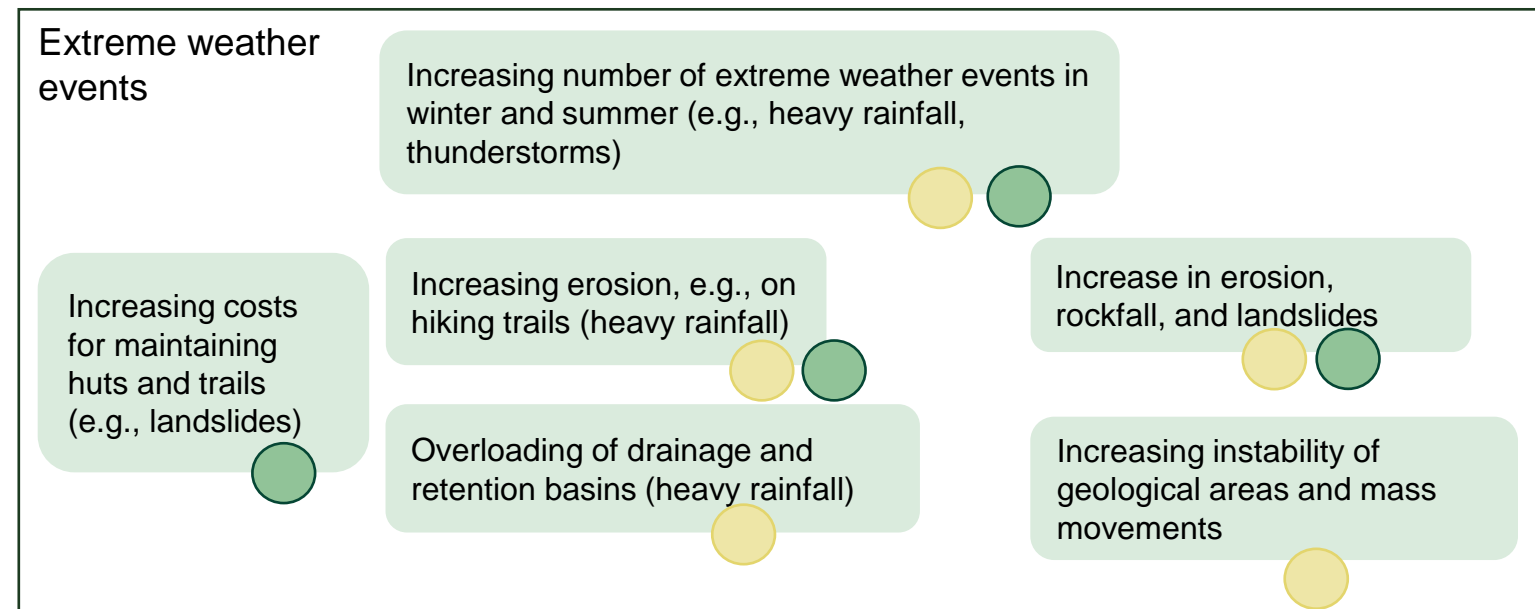 Extreme weather
events
Increasing number of extreme weather events in
winter and summer (e.g., heavy rainfall,
thunderstorms)
Increasing costs
for maintaining
huts and trails
(e.g., landslides)
Increasing erosion, e.g., on
hiking trails (heavy rainfall)
Increase in erosion,
rockfall, and landslides
Overloading of drainage and
retention basins (heavy rainfall)
Increasing instability of
geological areas and mass
movements